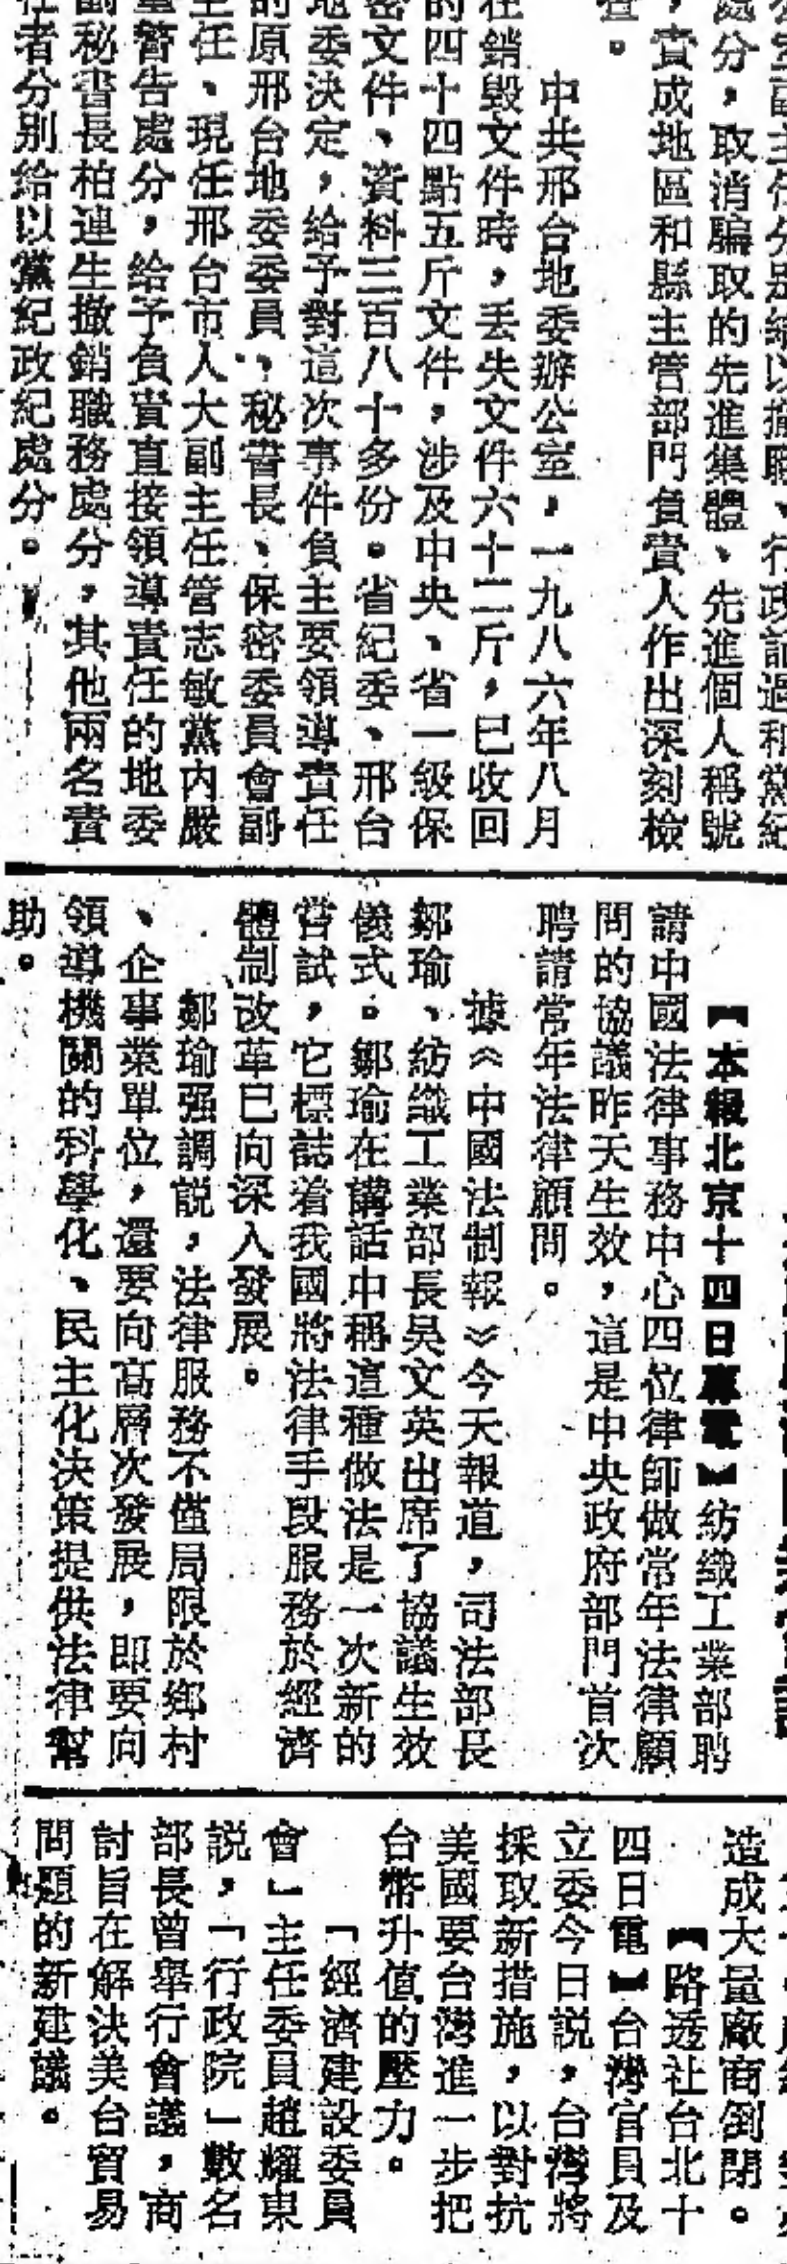 處分，取消騙取的先進集體、先進個人稱號
，責成地區和縣主管部門負責人作出深刻檢
查。
中共邢台地委辦公室，一九八六年八月
在銷毀文件時，丢失文件六十二斤，已收回
的四十四點五斤文件，涉及中央、省一級保
密文件、資料三百八十多份。省紀委、邢台
地委決定，給予對這次事件負主要領導責任
的原邢台地委委員、秘書長、保密委員會副
主任、現任邢台市人大副主任管志敏黨內嚴
重警告處分，給予負責直接領導責任的地委
副秘書長柏連生撤銷職務處分，其他兩名責
任者分別給以黨紀政紀處分。
【本報北京十四日專電】紡織工業部聘
請中國法律事務中心四位律師做常年法律顧
問的協議昨天生效，這是中央政府部門首次
聘請常年法律顧問。
據《中國法制報》今天報道，司法部長
鄒瑜、紡織工業部長吳文英出席了協議生效
儀式。鄒瑜在講話中稱這種做法是一次新的
嘗試，它標誌着我國將法律手段服務於經濟
體制改革已向深入發展。
鄒瑜强調説，法律服務不僅局限於鄉村
、企事業單位，還要向高層次發展，即要向
領導機關的科學化、民主化決策提供法律幫
助。
造成大量廠商倒閉。
【路透社台北十
四日電】台灣官員及
立委今日説，台灣將
採取新措施，以對抗
美國要台灣進一步把
台幣升值的壓力。
「經濟建設委員
會」主任委員趙耀東
説，「行政院」數名
部長曾舉行會議，商
討旨在解決美台貿易
問題的新建議。